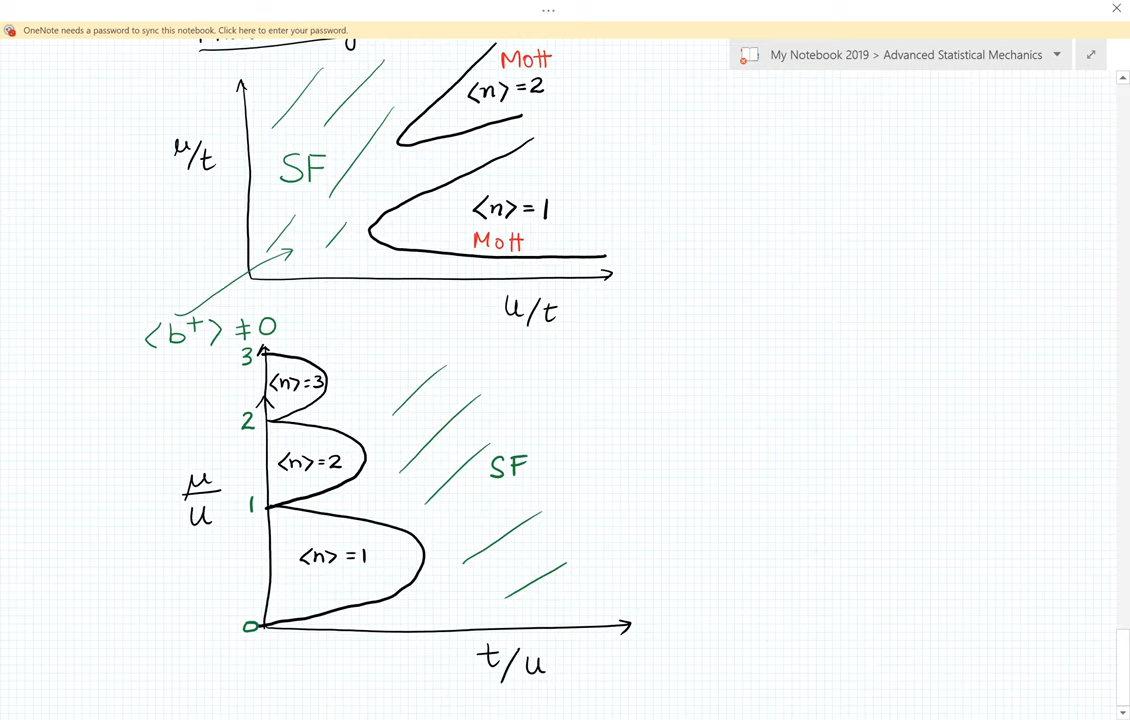 OneNote needs a password to sync this notebook. Click here to enter your password.
My Notebook 2019 > Advanced Statistical Mechanics
Mott
<n> = 2
μ/t
SF
<n> = 1
Mott
U/t
<b†> ≠ 0
3
<n> = 3
2
<n> = 2
SF
μ
U
1
<n> = 1
0
t/U